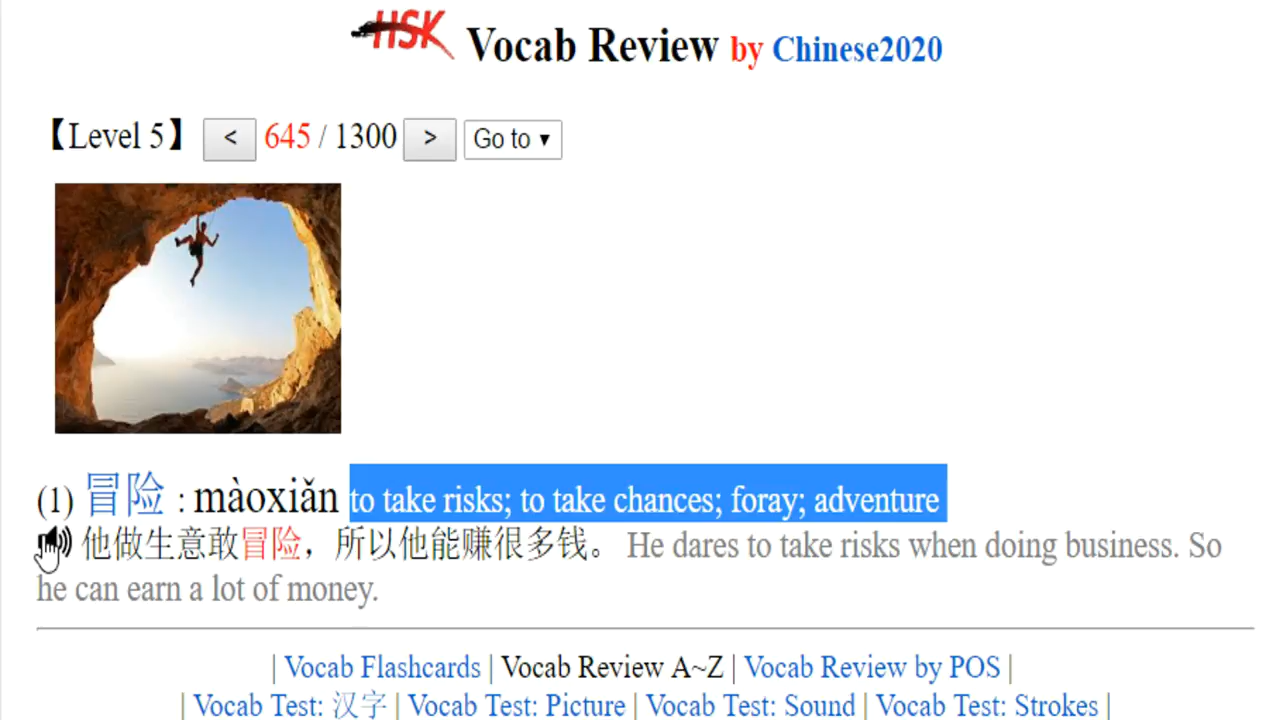 HSK Vocab Review by Chinese2020
【Level 5】 < 645 / 1300 > Go to ▾
(1) 冒险 : màoxiǎn to take risks; to take chances; foray; adventure
他做生意敢冒险，所以他能赚很多钱。 He dares to take risks when doing business. So
he can earn a lot of money.
| Vocab Flashcards | Vocab Review A~Z | Vocab Review by POS |
| Vocab Test: 汉字 | Vocab Test: Picture | Vocab Test: Sound | Vocab Test: Strokes |